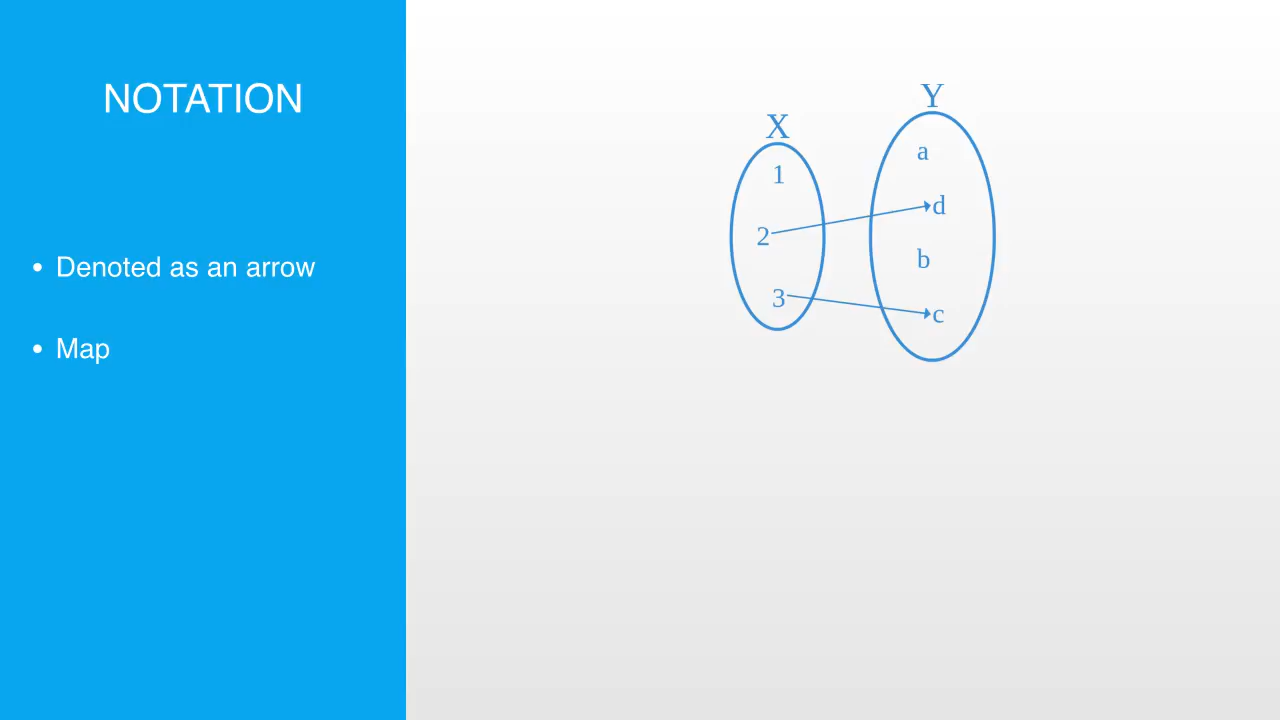 NOTATION
• Denoted as an arrow
• Map
X
1
2
3
Y
a
d
b
c